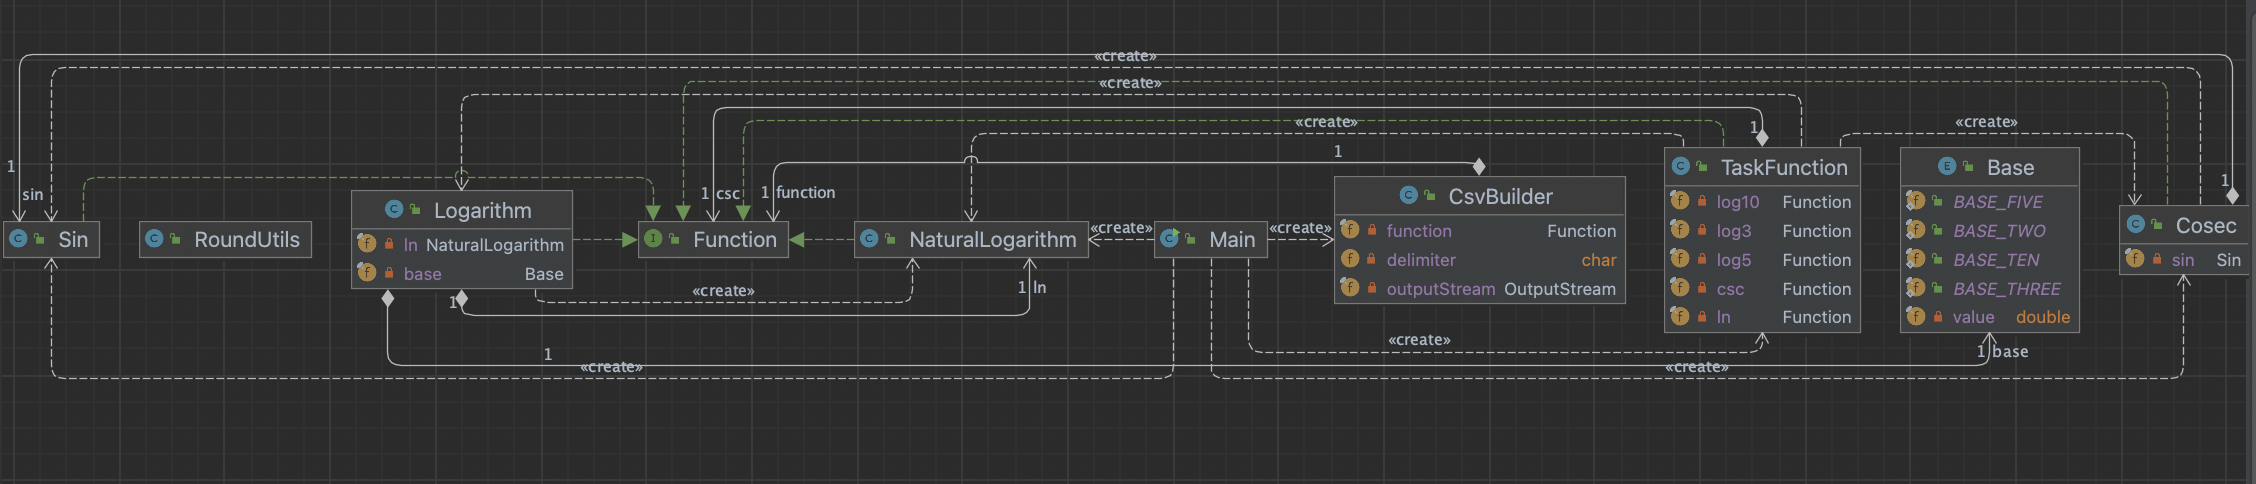 «create»
«create»
«create»
«create»
1
1
1
sin
1 csc
1 function
1
Sin
RoundUtils
Logarithm
ln NaturalLogarithm
base Base
Function
NaturalLogarithm
«create»
Main
«create»
CsvBuilder
function Function
delimiter char
outputStream OutputStream
TaskFunction
log10 Function
log3 Function
log5 Function
csc Function
ln Function
Base
BASE_FIVE
BASE_TWO
BASE_TEN
BASE_THREE
value double
Cosec
sin Sin
«create»
1
1 ln
«create»
1
«create»
1 base
«create»